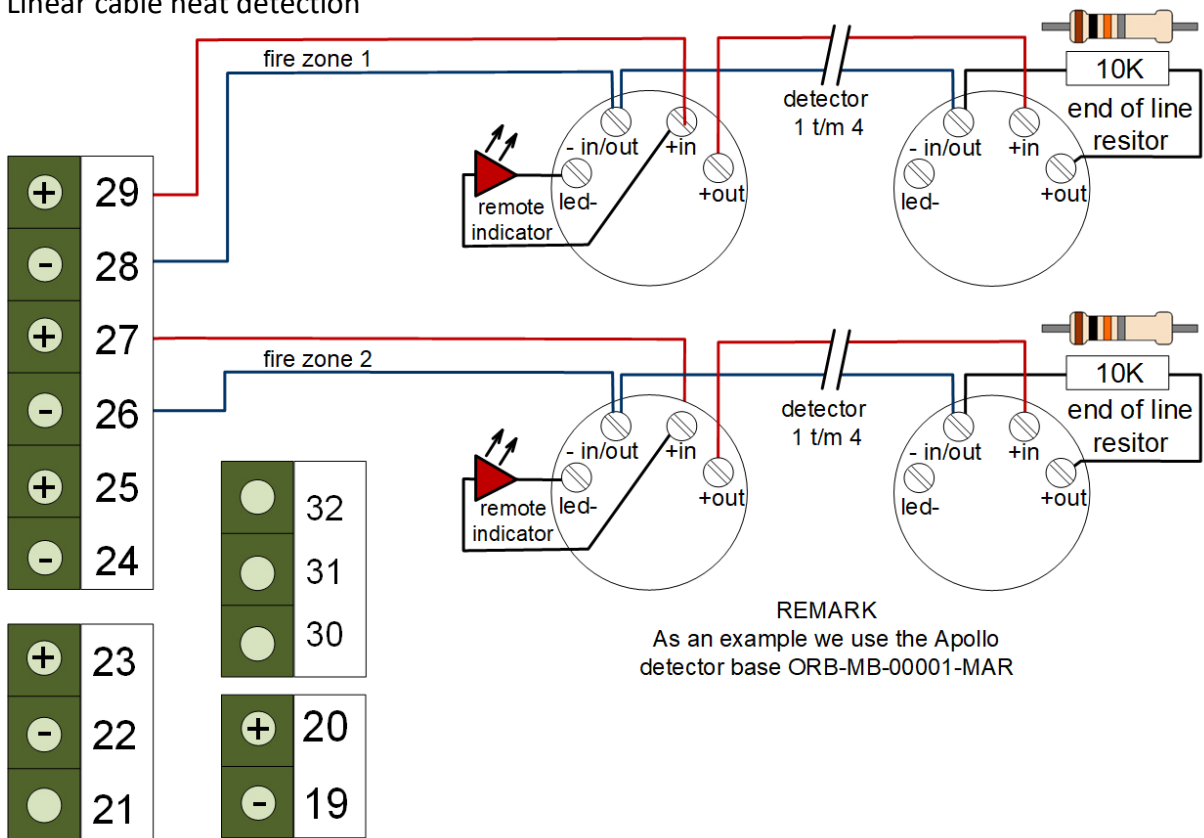 Linear cable heat detection
fire zone 1
10K
end of line
resitor
detector
1 t/m 4
- in/out
+in
+out
led-
remote
indicator
- in/out
+in
+out
led-
fire zone 2
10K
end of line
resitor
detector
1 t/m 4
- in/out
+in
+out
led-
remote
indicator
- in/out
+in
+out
led-
REMARK
As an example we use the Apollo
detector base ORB-MB-00001-MAR
+ 29
- 28
+ 27
- 26
+ 25
- 24
+ 23
- 22
21
32
31
30
+ 20
- 19